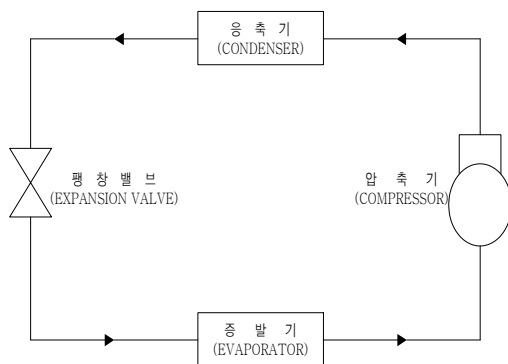 응 축 기
(CONDENSER)
팽 창 밸 브
(EXPANSION VALVE)
압 축 기
(COMPRESSOR)
증 발 기
(EVAPORATOR)